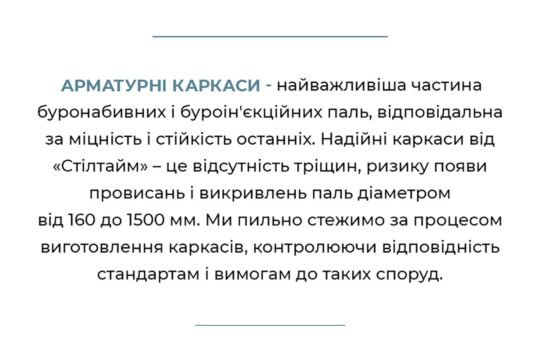 АРМАТУРНІ КАРКАСИ - найважливіша частина
буронабивних і буроін'єкційних паль, відповідальна
за міцність і стійкість останніх. Надійні каркаси від
«Стілтайм» – це відсутність тріщин, ризику появи
провисань і викривлень паль діаметром
від 160 до 1500 мм. Ми пильно стежимо за процесом
виготовлення каркасів, контролюючи відповідність
стандартам і вимогам до таких споруд.